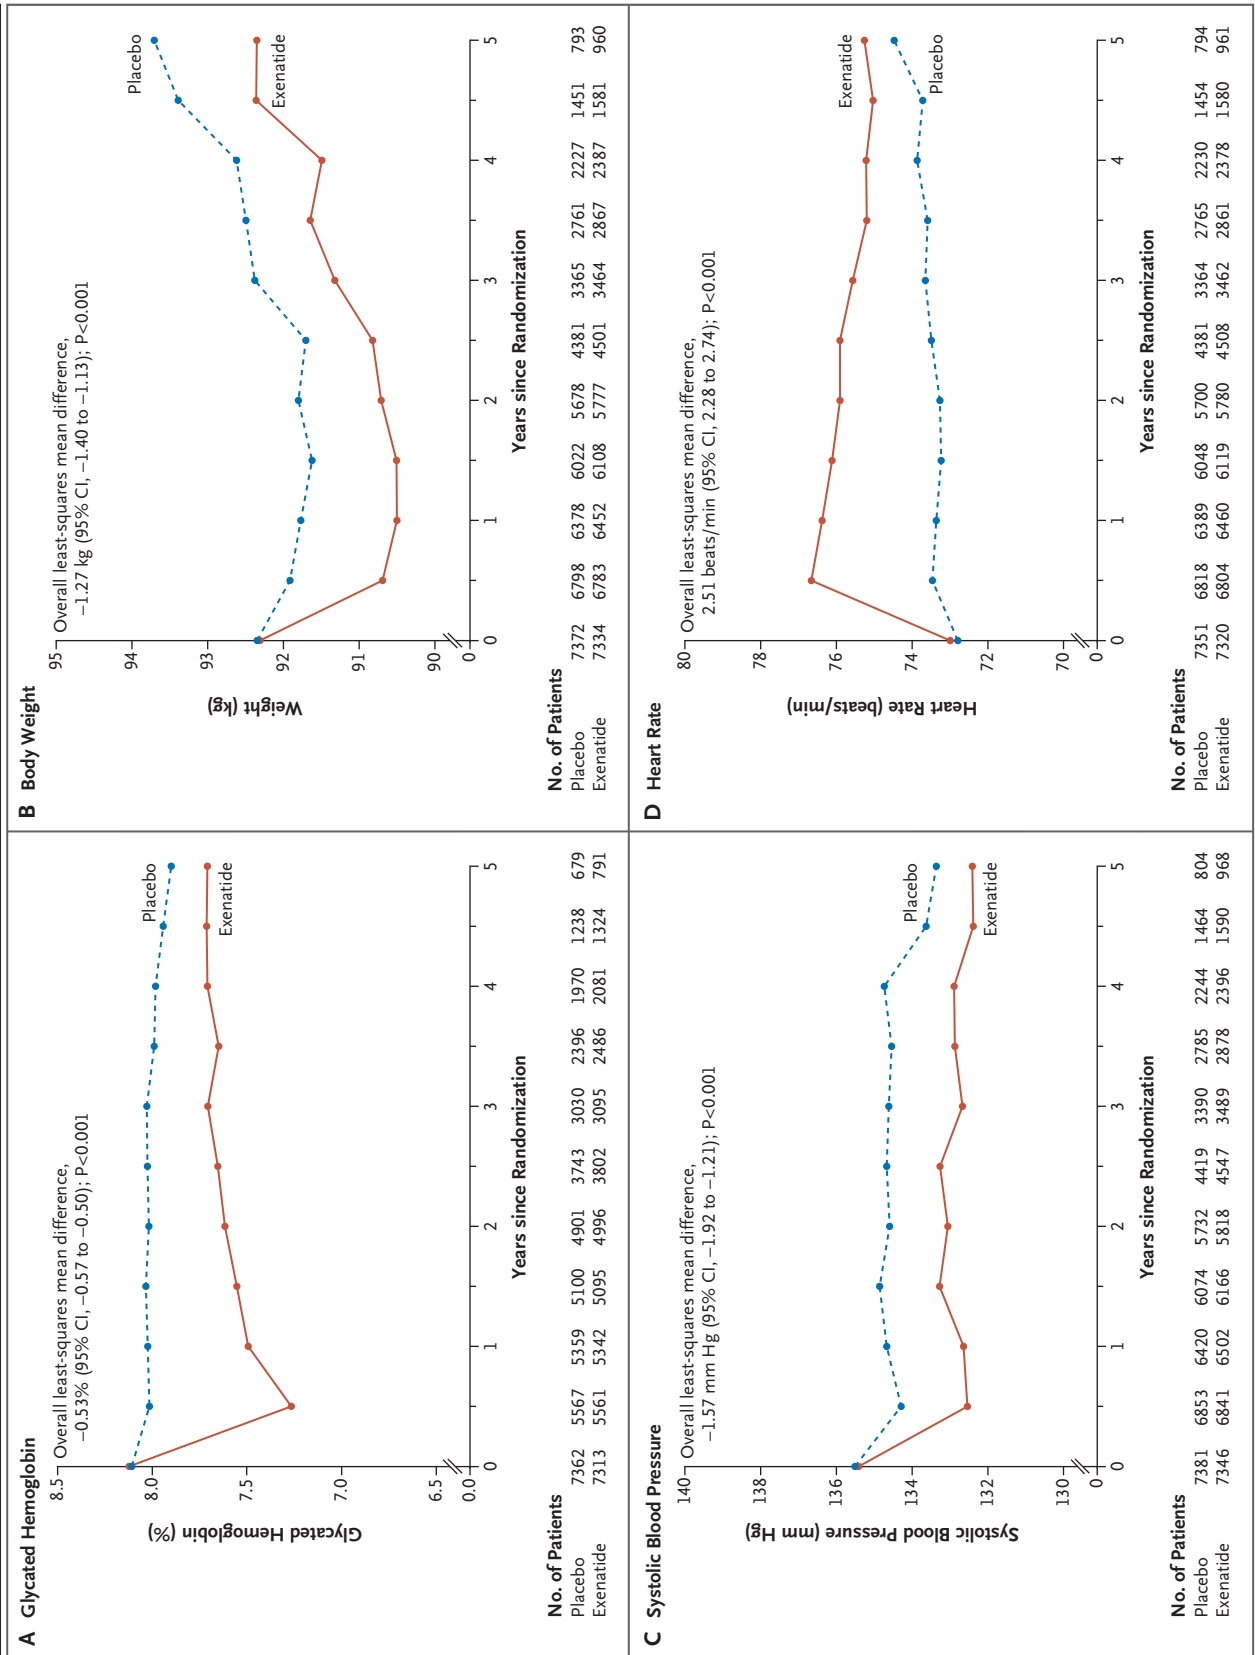 A Glycated Hemoglobin
Overall least-squares mean difference,
−0.53% (95% CI, −0.57 to −0.50); P<0.001
Glycated Hemoglobin (%)
8.5
8.0
7.5
7.0
6.5
0.0
Placebo
Exenatide
0 1 2 3 4 5
Years since Randomization
No. of Patients
Placebo 7362 5567 5359 5100 4901 3743 3030 2396 1970 1238 679
Exenatide 7313 5561 5342 5095 4996 3802 3095 2486 2081 1324 791
B Body Weight
Overall least-squares mean difference,
−1.27 kg (95% CI, −1.40 to −1.13); P<0.001
Weight (kg)
95
94
93
92
91
90
0
Placebo
Exenatide
0 1 2 3 4 5
Years since Randomization
No. of Patients
Placebo 7372 6798 6378 6022 5678 4381 3365 2761 2227 1451 793
Exenatide 7334 6783 6452 6108 5777 4501 3464 2867 2387 1581 960
C Systolic Blood Pressure
Overall least-squares mean difference,
−1.57 mm Hg (95% CI, −1.92 to −1.21); P<0.001
Systolic Blood Pressure (mm Hg)
140
138
136
134
132
130
0
Placebo
Exenatide
0 1 2 3 4 5
Years since Randomization
No. of Patients
Placebo 7381 6853 6420 6074 5732 4419 3390 2785 2244 1464 804
Exenatide 7346 6841 6502 6166 5818 4547 3489 2878 2396 1590 968
D Heart Rate
Overall least-squares mean difference,
2.51 beats/min (95% CI, 2.28 to 2.74); P<0.001
Heart Rate (beats/min)
80
78
76
74
72
70
0
Exenatide
Placebo
0 1 2 3 4 5
Years since Randomization
No. of Patients
Placebo 7351 6818 6389 6048 5700 4381 3364 2765 2230 1454 794
Exenatide 7320 6804 6460 6119 5780 4508 3462 2861 2378 1580 961